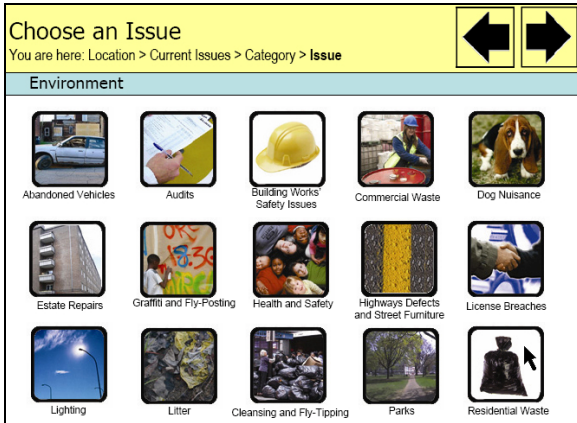 Choose an Issue
You are here: Location > Current Issues > Category > Issue
Environment
Abandoned Vehicles
Audits
Building Works'
Safety Issues
Commercial Waste
Dog Nuisance
Estate Repairs
Graffiti and Fly-Posting
Health and Safety
Highways Defects
and Street Furniture
License Breaches
Lighting
Litter
Cleansing and Fly-Tipping
Parks
Residential Waste